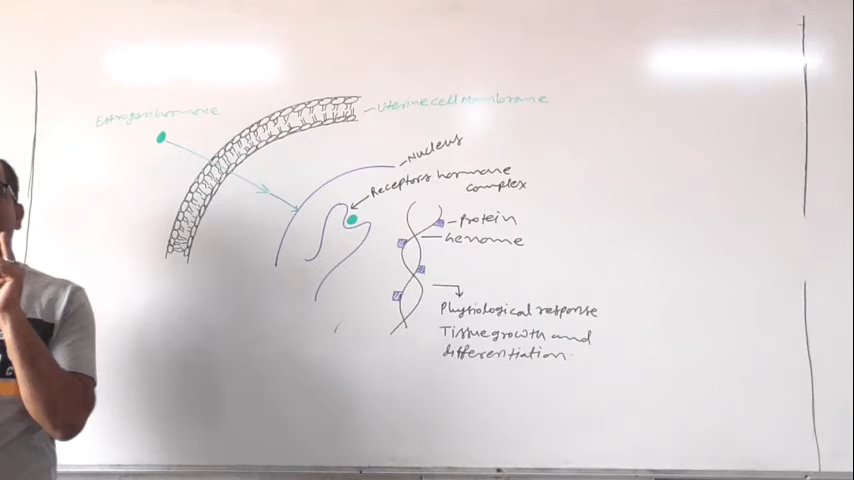 Estrogen hormone
Uterine cell Membrane
Nucleus
Receptors hormone
complex
Protein
Genome
Physiological response
Tissue growth and
differentiation